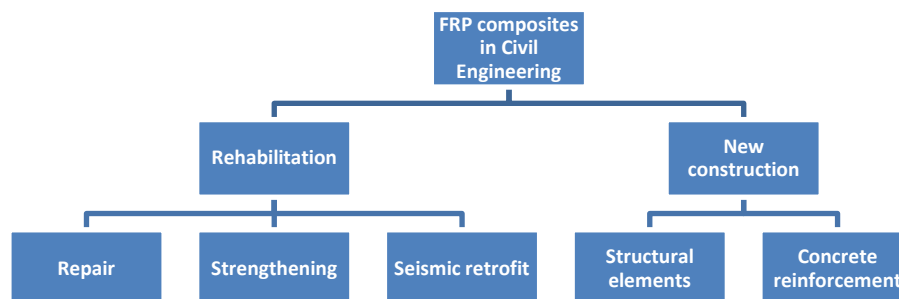 FRP composites
in Civil
Engineering
Rehabilitation
New
construction
Repair
Strengthening
Seismic retrofit
Structural
elements
Concrete
reinforcement